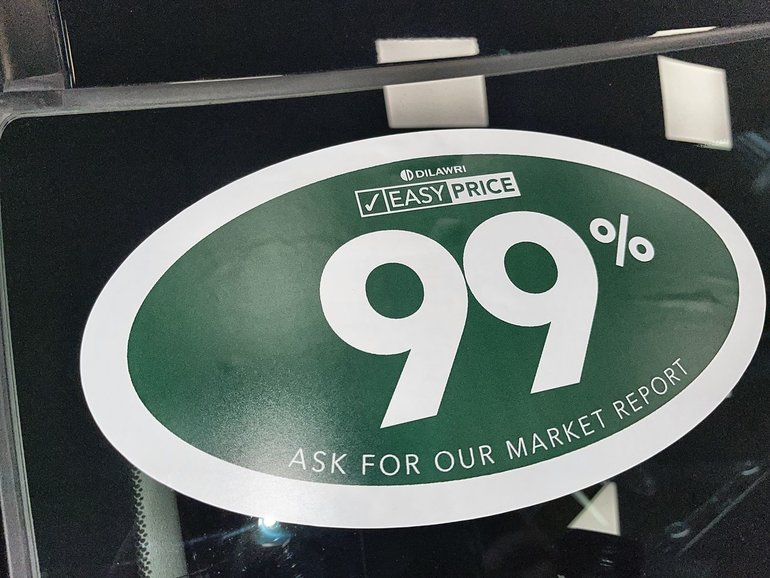 DILAWRI
✓ EASY PRICE
99%
ASK FOR OUR MARKET REPORT